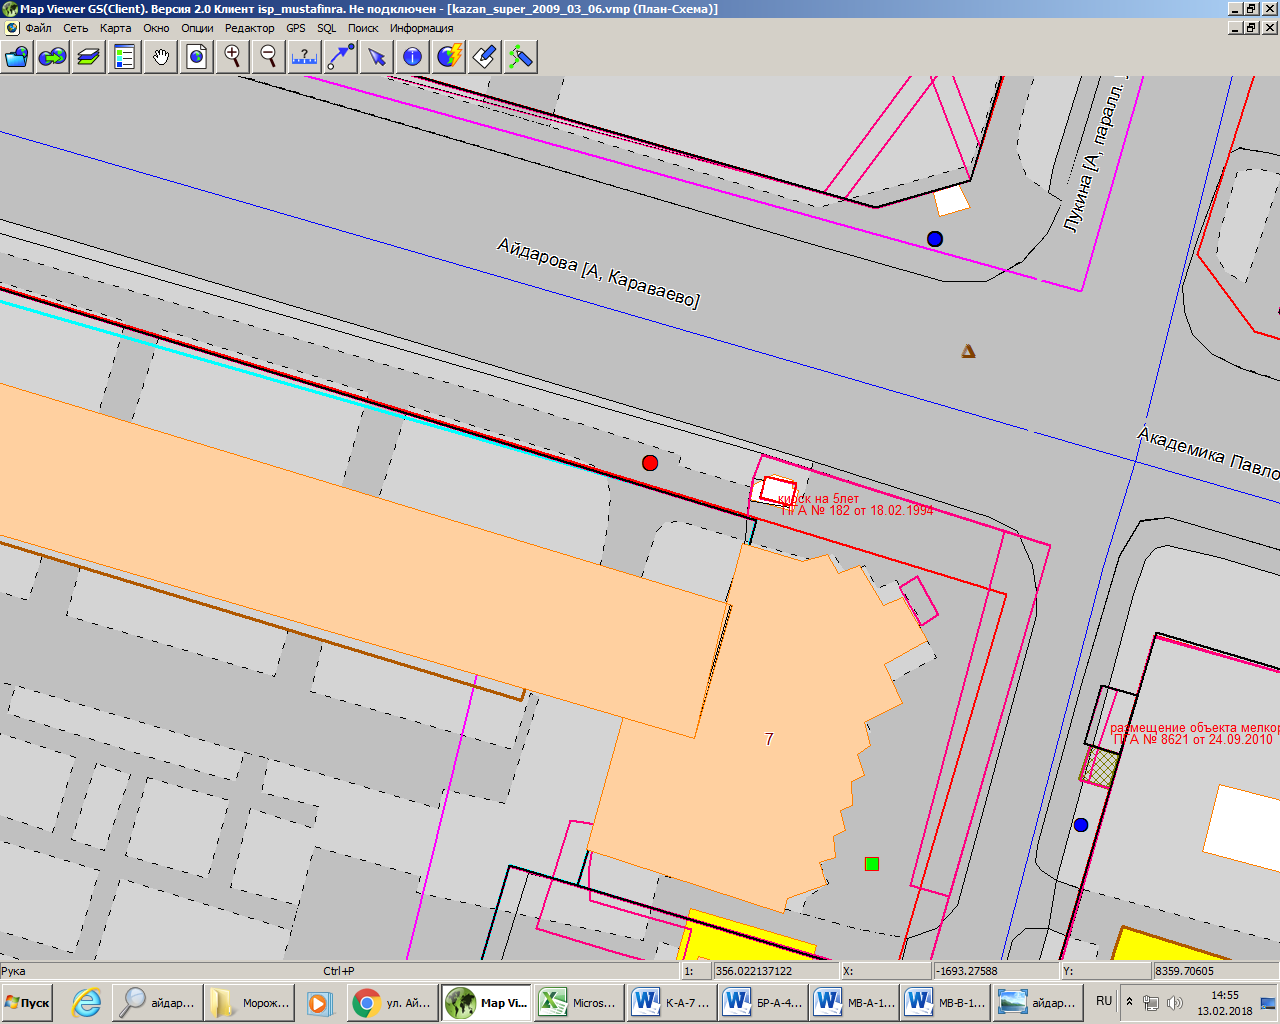 Map Viewer GS(Client). Версия 2.0 Клиент isp_mustafinra. Не подключен - [kazan_super_2009_03_06.vmp (План-Схема)]
Файл Сеть Карта Окно Опции Редактор GPS SQL Поиск Информация
Лукина [А, паралл.
Айдарова [А, Караваево]
Академика Павло
киоск на 5лет
ПГА № 182 от 18.02.1994
размещение объекта мелкор
ПГА № 8621 от 24.09.2010
7
Рука Ctrl+P 1: 356.022137122 X: -1693.27588 Y: 8359.70605
Пуск айдар... Морож... ул. Ай... Map Vi... Micros... К-А-7 ... БР-А-4... МВ-А-1... МВ-В-1... айдар... RU 14:55
13.02.2018